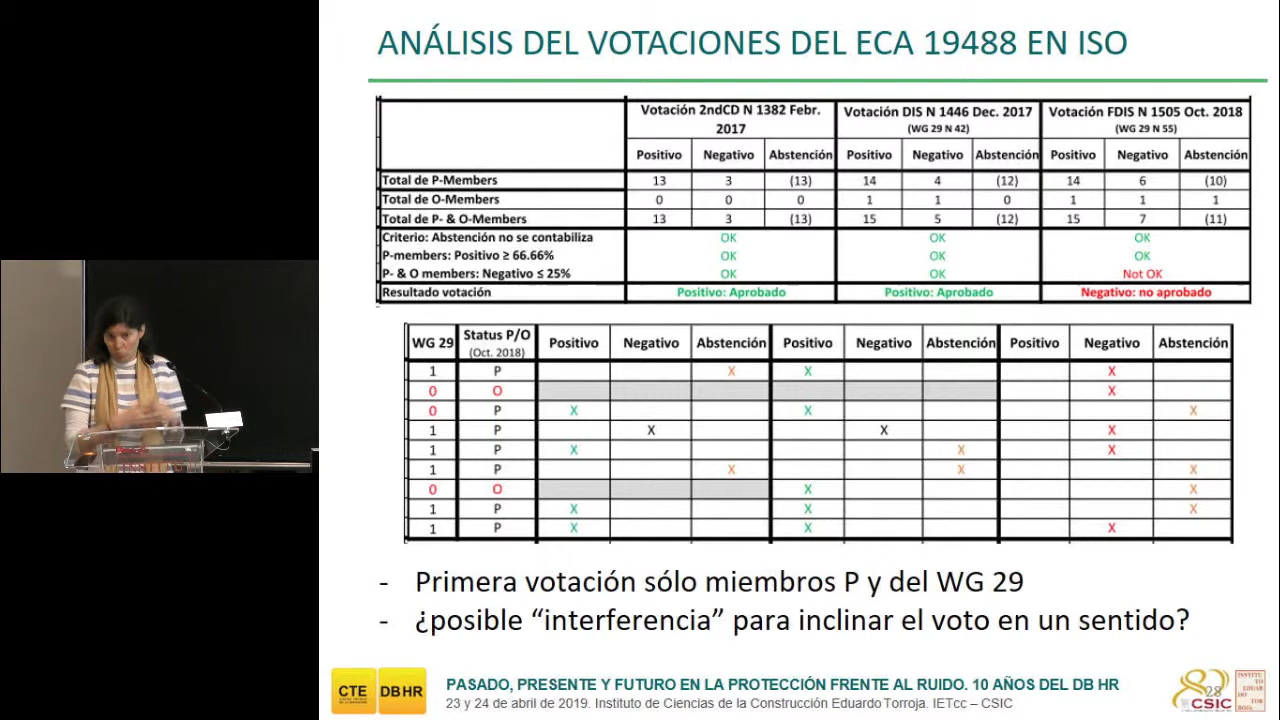 ANÁLISIS DEL VOTACIONES DEL ECA 19488 EN ISO
Votación 2ndCD N 1382 Febr. 2017 Votación DIS N 1446 Dec. 2017 (WG 29 N 42) Votación FDIS N 1505 Oct. 2018 (WG 29 N 55)
Positivo Negativo Abstención Positivo Negativo Abstención Positivo Negativo Abstención
Total de P-Members 13 3 (13) 14 4 (12) 14 6 (10)
Total de O-Members 0 0 0 1 1 0 1 1 1
Total de P- & O-Members 13 3 (13) 15 5 (12) 15 7 (11)
Criterio: Abstención no se contabiliza OK OK OK
P-members: Positivo ≥ 66.66% OK OK OK
P- & O members: Negativo ≤ 25% OK OK Not OK
Resultado votación Positivo: Aprobado Positivo: Aprobado Negativo: no aprobado
WG 29 Status P/O (Oct. 2018) Positivo Negativo Abstención Positivo Negativo Abstención Positivo Negativo Abstención
1 P X X X
0 O X
0 P X X X
1 P X X X
1 P X X X
1 P X X X
0 O X X
1 P X X X
1 P X X X
- Primera votación sólo miembros P y del WG 29
- ¿posible “interferencia” para inclinar el voto en un sentido?
CTE DB HR
PASADO, PRESENTE Y FUTURO EN LA PROTECCIÓN FRENTE AL RUIDO. 10 AÑOS DEL DB HR
23 y 24 de abril de 2019. Instituto de Ciencias de la Construcción Eduardo Torroja. IETcc – CSIC
28
CSIC